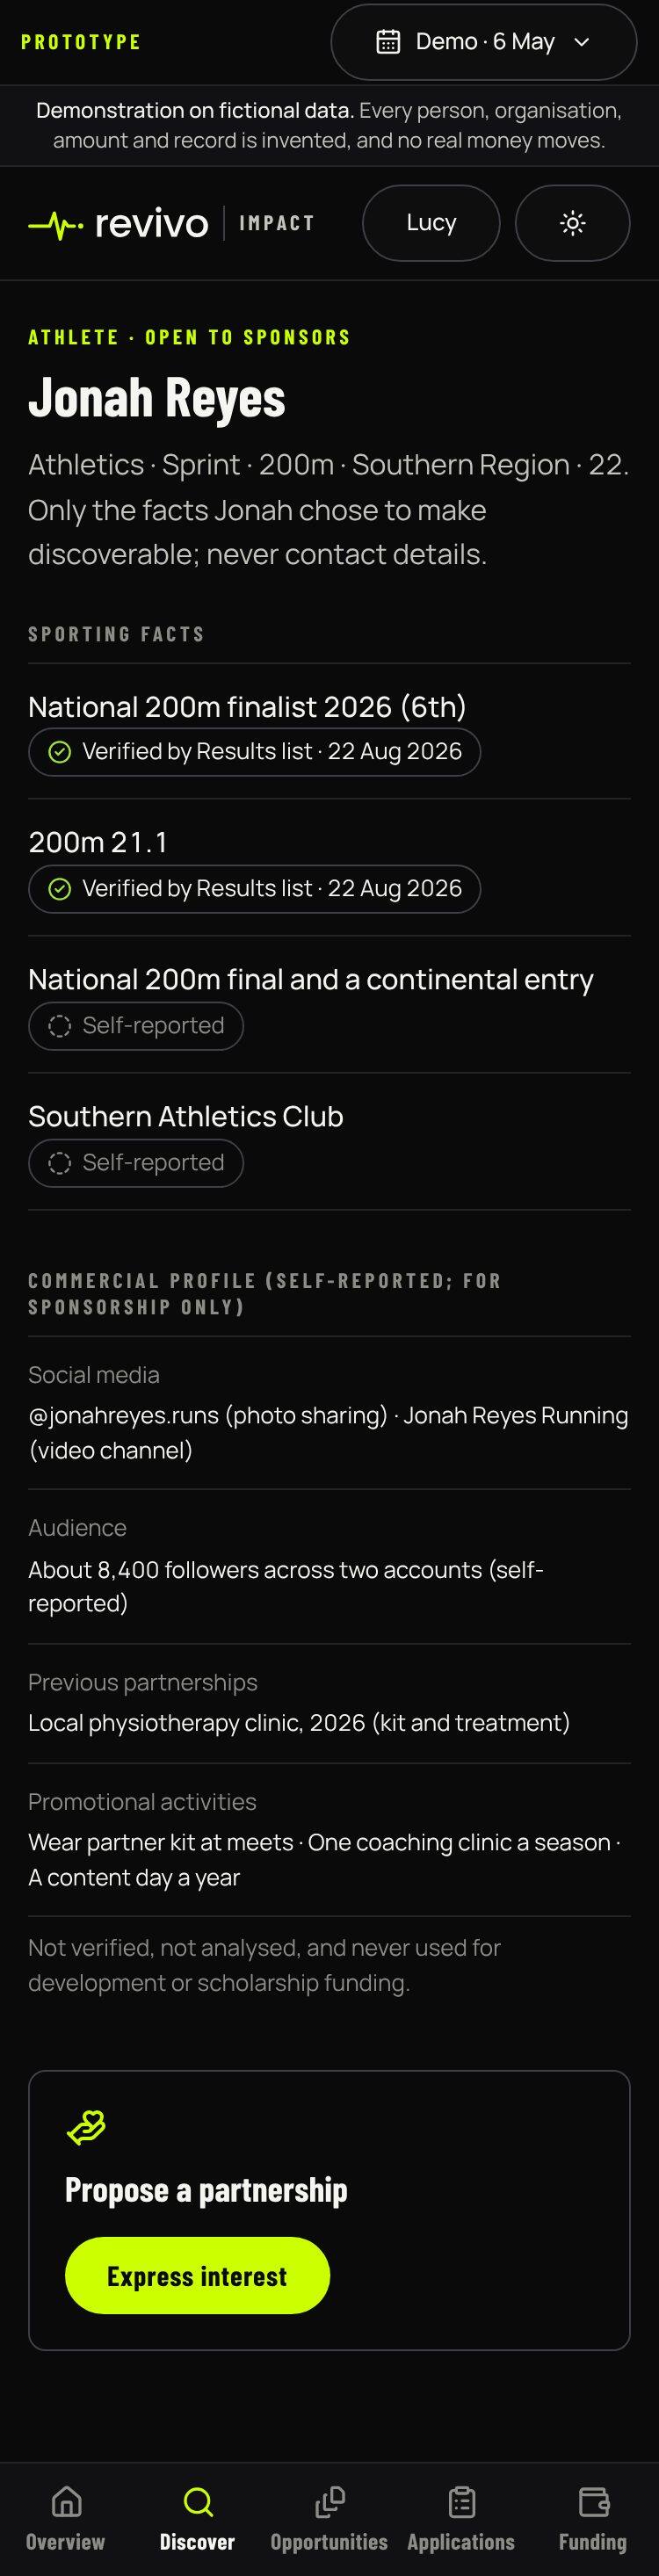 PROTOTYPE
Demo · 6 May
Demonstration on fictional data. Every person, organisation,
amount and record is invented, and no real money moves.
revivo
IMPACT
Lucy
ATHLETE · OPEN TO SPONSORS
Jonah Reyes
Athletics · Sprint · 200m · Southern Region · 22.
Only the facts Jonah chose to make
discoverable; never contact details.
SPORTING FACTS
National 200m finalist 2026 (6th)
Verified by Results list · 22 Aug 2026
200m 21.1
Verified by Results list · 22 Aug 2026
National 200m final and a continental entry
Self-reported
Southern Athletics Club
Self-reported
COMMERCIAL PROFILE (SELF-REPORTED; FOR
SPONSORSHIP ONLY)
Social media
@jonahreyes.runs (photo sharing) · Jonah Reyes Running
(video channel)
Audience
About 8,400 followers across two accounts (self-
reported)
Previous partnerships
Local physiotherapy clinic, 2026 (kit and treatment)
Promotional activities
Wear partner kit at meets · One coaching clinic a season ·
A content day a year
Not verified, not analysed, and never used for
development or scholarship funding.
Propose a partnership
Express interest
Overview
Discover
Opportunities
Applications
Funding